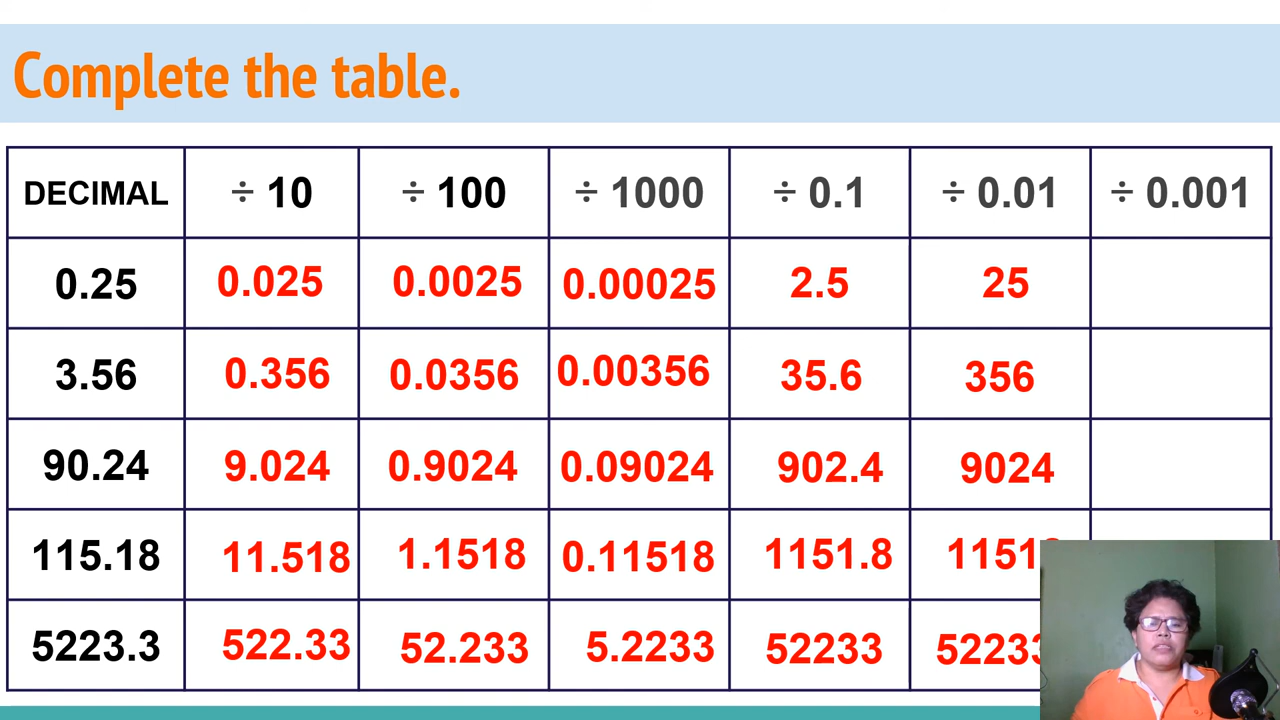 Complete the table.
DECIMAL ÷ 10 ÷ 100 ÷ 1000 ÷ 0.1 ÷ 0.01 ÷ 0.001
0.25 0.025 0.0025 0.00025 2.5 25
3.56 0.356 0.0356 0.00356 35.6 356
90.24 9.024 0.9024 0.09024 902.4 9024
115.18 11.518 1.1518 0.11518 1151.8
5223.3 522.33 52.233 5.2233 52233